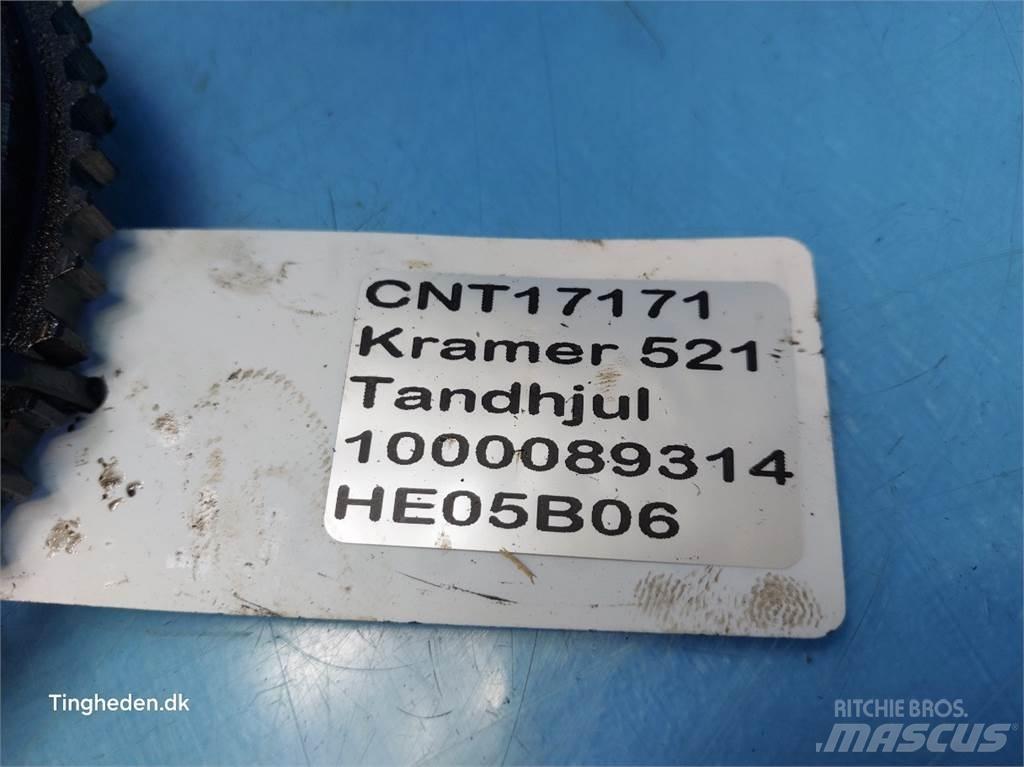 CNT17171
Kramer 521
Tandhjul
1000089314
HE05B06
Tingheden.dk
RITCHIE BROS.
MASCUS